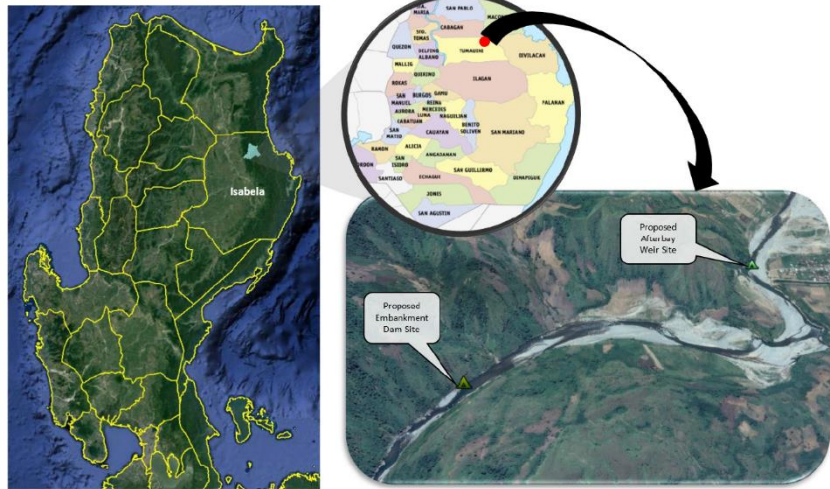 Isabela
SAN PABLO
STA.
MARIA
CABAGAN
MACON
STO.
TOMAS
QUEZON
DELFIN
ALBANO
TUMAUINI
DIVILACAN
MALLIG
QUIRINO
ROXAS
ILAGAN
SAN
MANUEL
BURGOS
GAMU
PALANAN
AURORA
REINA
MERCEDES
LUNA
NAGUILIAN
CABATUAN
SAN
MATEO
CAUAYAN
BENITO
SOLIVEN
SAN MARIANO
RAMON
ALICIA
ANGADANAN
SAN
ISIDRO
SAN GUILLERMO
SANTIAGO
ECHAGUE
DINAPIGUE
JONES
SAN AGUSTIN
Proposed
Afterbay
Weir Site
Proposed
Embankment
Dam Site